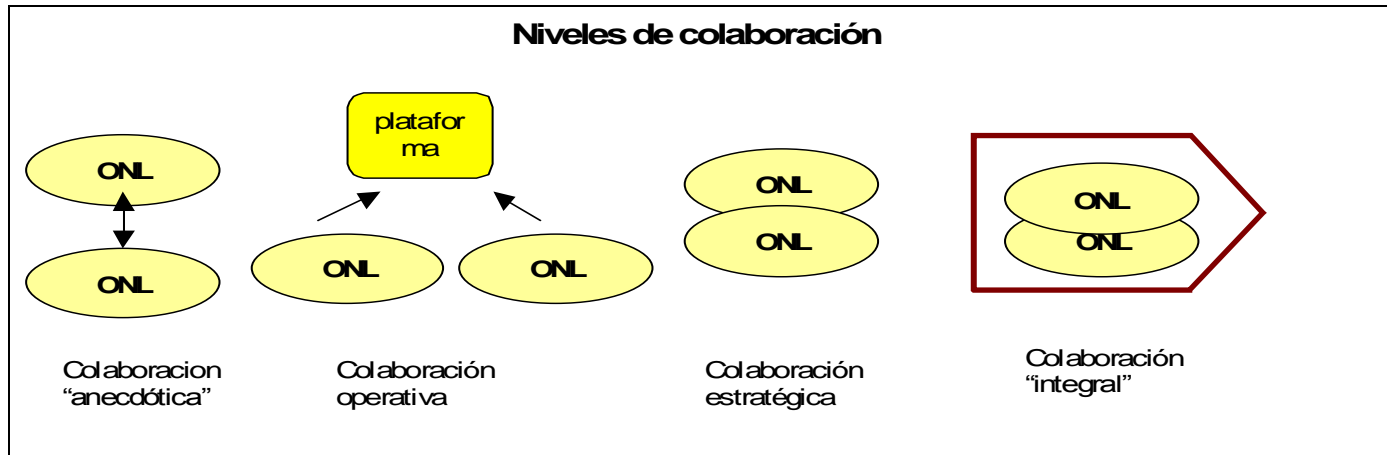 Niveles de colaboración
platafor
ma
ONL
ONL
ONL
ONL
ONL
ONL
ONL
ONL
Colaboracion
“anecdótica”
Colaboración
operativa
Colaboración
estratégica
Colaboración
“integral”